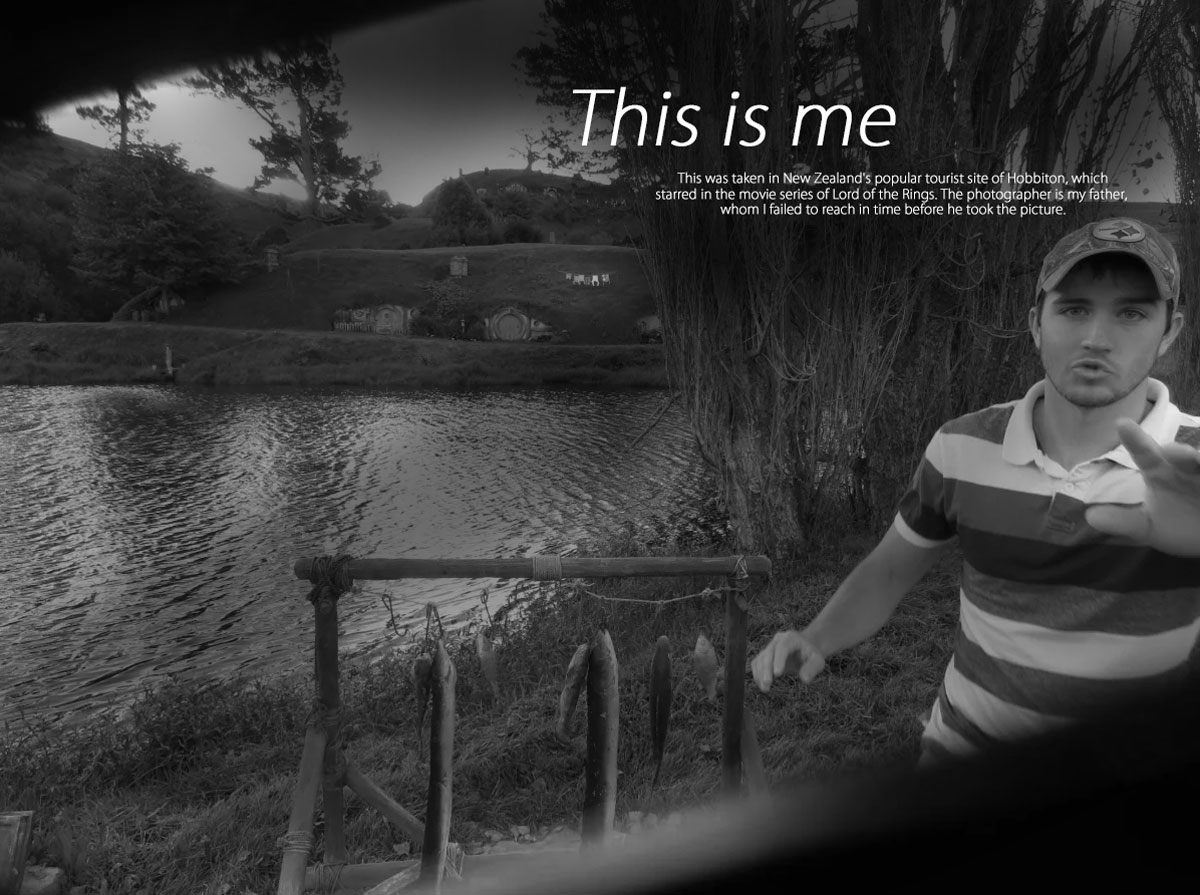 This is me
This was taken in New Zealand's popular tourist site of Hobbiton, which
starred in the movie series of Lord of the Rings. The photographer is my father,
whom I failed to reach in time before he took the picture.